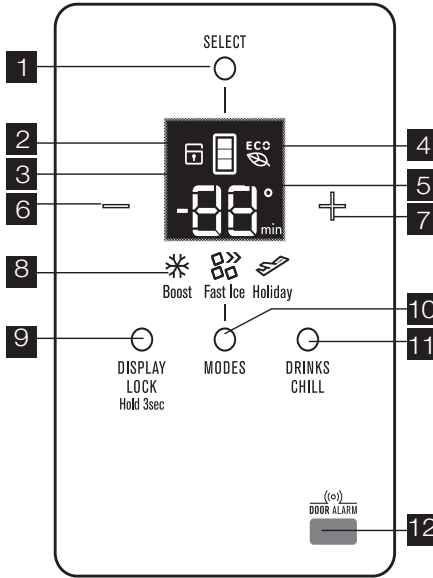 SELECT
1
2
ECO
4
3
5
6
-88°
7
min
8
Boost Fast Ice Holiday
10
9
11
DISPLAY
LOCK
Hold 3sec
MODES
DRINKS
CHILL
DOOR ALARM
12